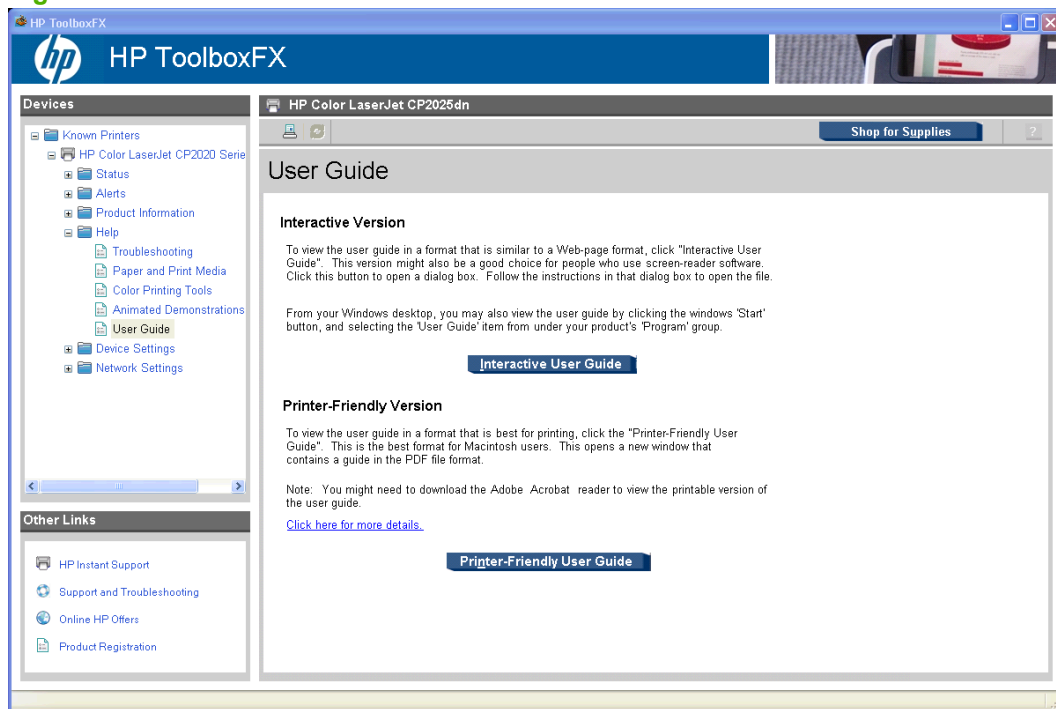 HP ToolboxFX
hp
HP ToolboxFX
Devices
Known Printers
HP Color LaserJet CP2020 Serie
Status
Alerts
Product Information
Help
Troubleshooting
Paper and Print Media
Color Printing Tools
Animated Demonstrations
User Guide
Device Settings
Network Settings
Other Links
HP Instant Support
Support and Troubleshooting
Online HP Offers
Product Registration
HP Color LaserJet CP2025dn
Shop for Supplies
?
User Guide
Interactive Version
To view the user guide in a format that is similar to a Web-page format, click "Interactive User
Guide". This version might also be a good choice for people who use screen-reader software.
Click this button to open a dialog box. Follow the instructions in that dialog box to open the file.
From your Windows desktop, you may also view the user guide by clicking the windows 'Start'
button, and selecting the 'User Guide' item from under your product's 'Program' group.
Interactive User Guide
Printer-Friendly Version
To view the user guide in a format that is best for printing, click the "Printer-Friendly User
Guide". This is the best format for Macintosh users. This opens a new window that
contains a guide in the PDF file format.
Note: You might need to download the Adobe Acrobat reader to view the printable version of
the user guide.
Click here for more details.
Printer-Friendly User Guide